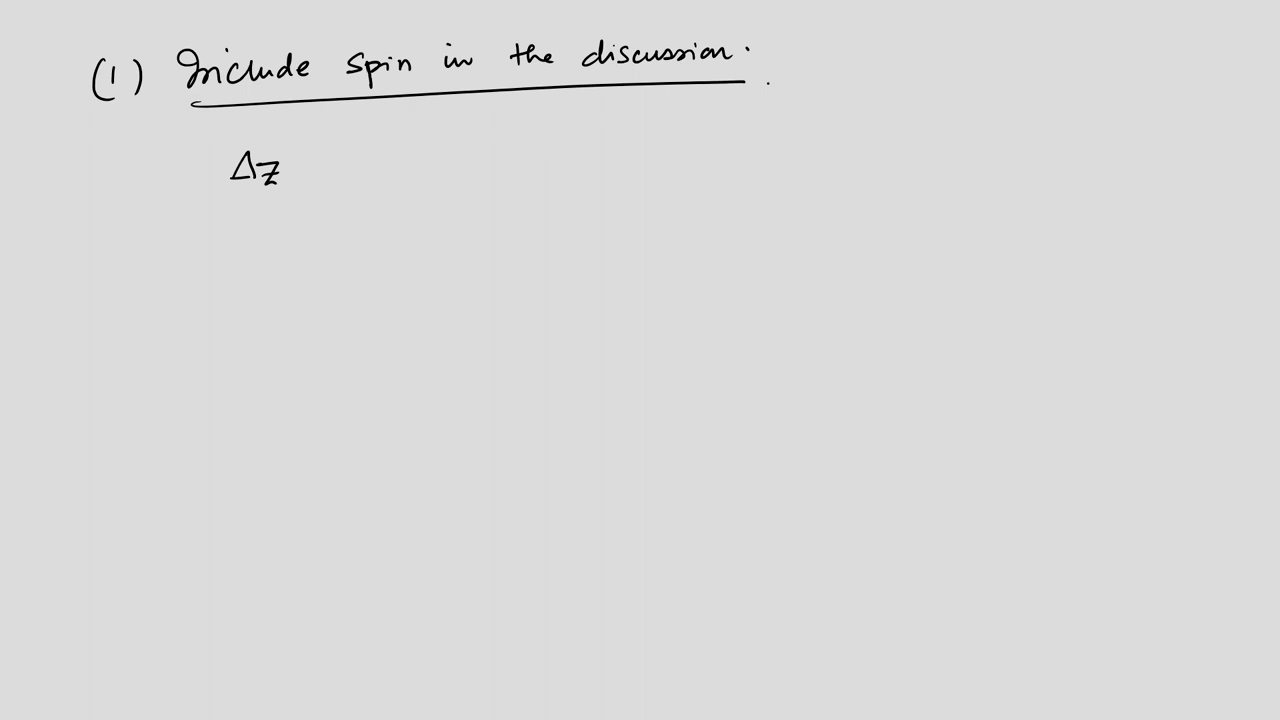 (1) Include spin in the discussion.
Δz